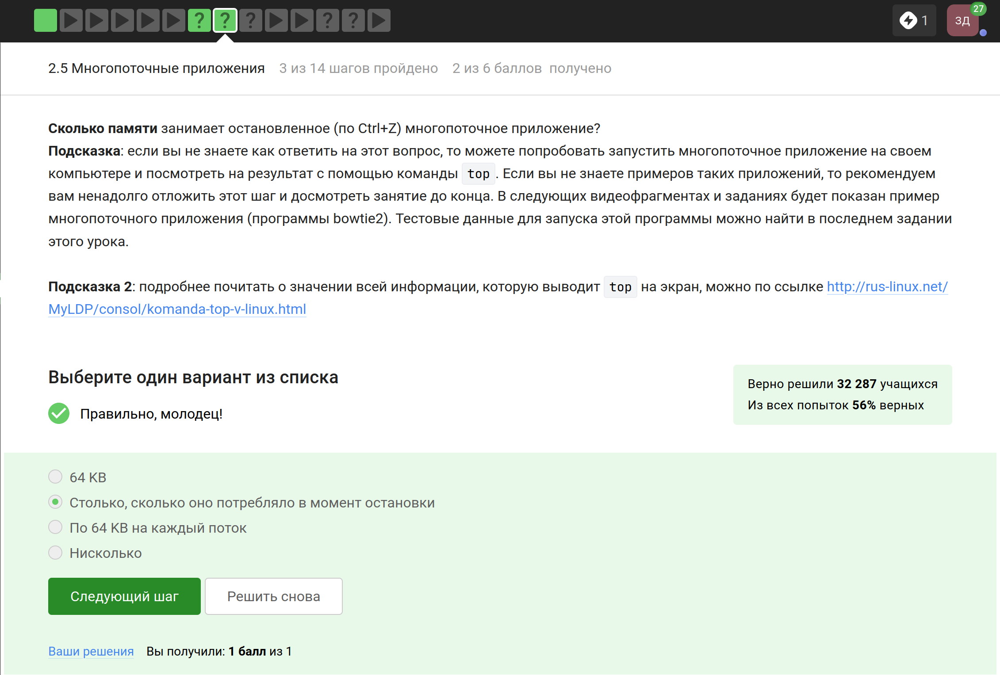 ? ? ? ? ?
1
ЗД
27
2.5 Многопоточные приложения 3 из 14 шагов пройдено 2 из 6 баллов получено
Сколько памяти занимает остановленное (по Ctrl+Z) многопоточное приложение?
Подсказка: если вы не знаете как ответить на этот вопрос, то можете попробовать запустить многопоточное приложение на своем
компьютере и посмотреть на результат с помощью команды top. Если вы не знаете примеров таких приложений, то рекомендуем
вам ненадолго отложить этот шаг и досмотреть занятие до конца. В следующих видеофрагментах и заданиях будет показан пример
многопоточного приложения (программы bowtie2). Тестовые данные для запуска этой программы можно найти в последнем задании
этого урока.
Подсказка 2: подробнее почитать о значении всей информации, которую выводит top на экран, можно по ссылке http://rus-linux.net/
MyLDP/consol/komanda-top-v-linux.html
Выберите один вариант из списка
Правильно, молодец!
Верно решили 32 287 учащихся
Из всех попыток 56% верных
64 KB
Столько, сколько оно потребляло в момент остановки
По 64 KB на каждый поток
Нисколько
Следующий шаг
Решить снова
Ваши решения Вы получили: 1 балл из 1